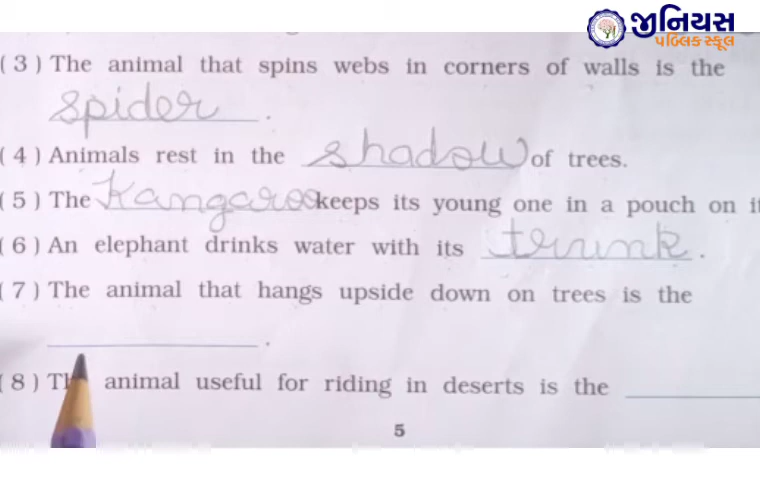 જીનિયસ
પબ્લિક સ્કૂલ
(3) The animal that spins webs in corners of walls is the
spider.
(4) Animals rest in the shadow of trees.
(5) The kangaroo keeps its young one in a pouch on i
(6) An elephant drinks water with its trunk.
(7) The animal that hangs upside down on trees is the
.
(8) animal useful for riding in deserts is the
5